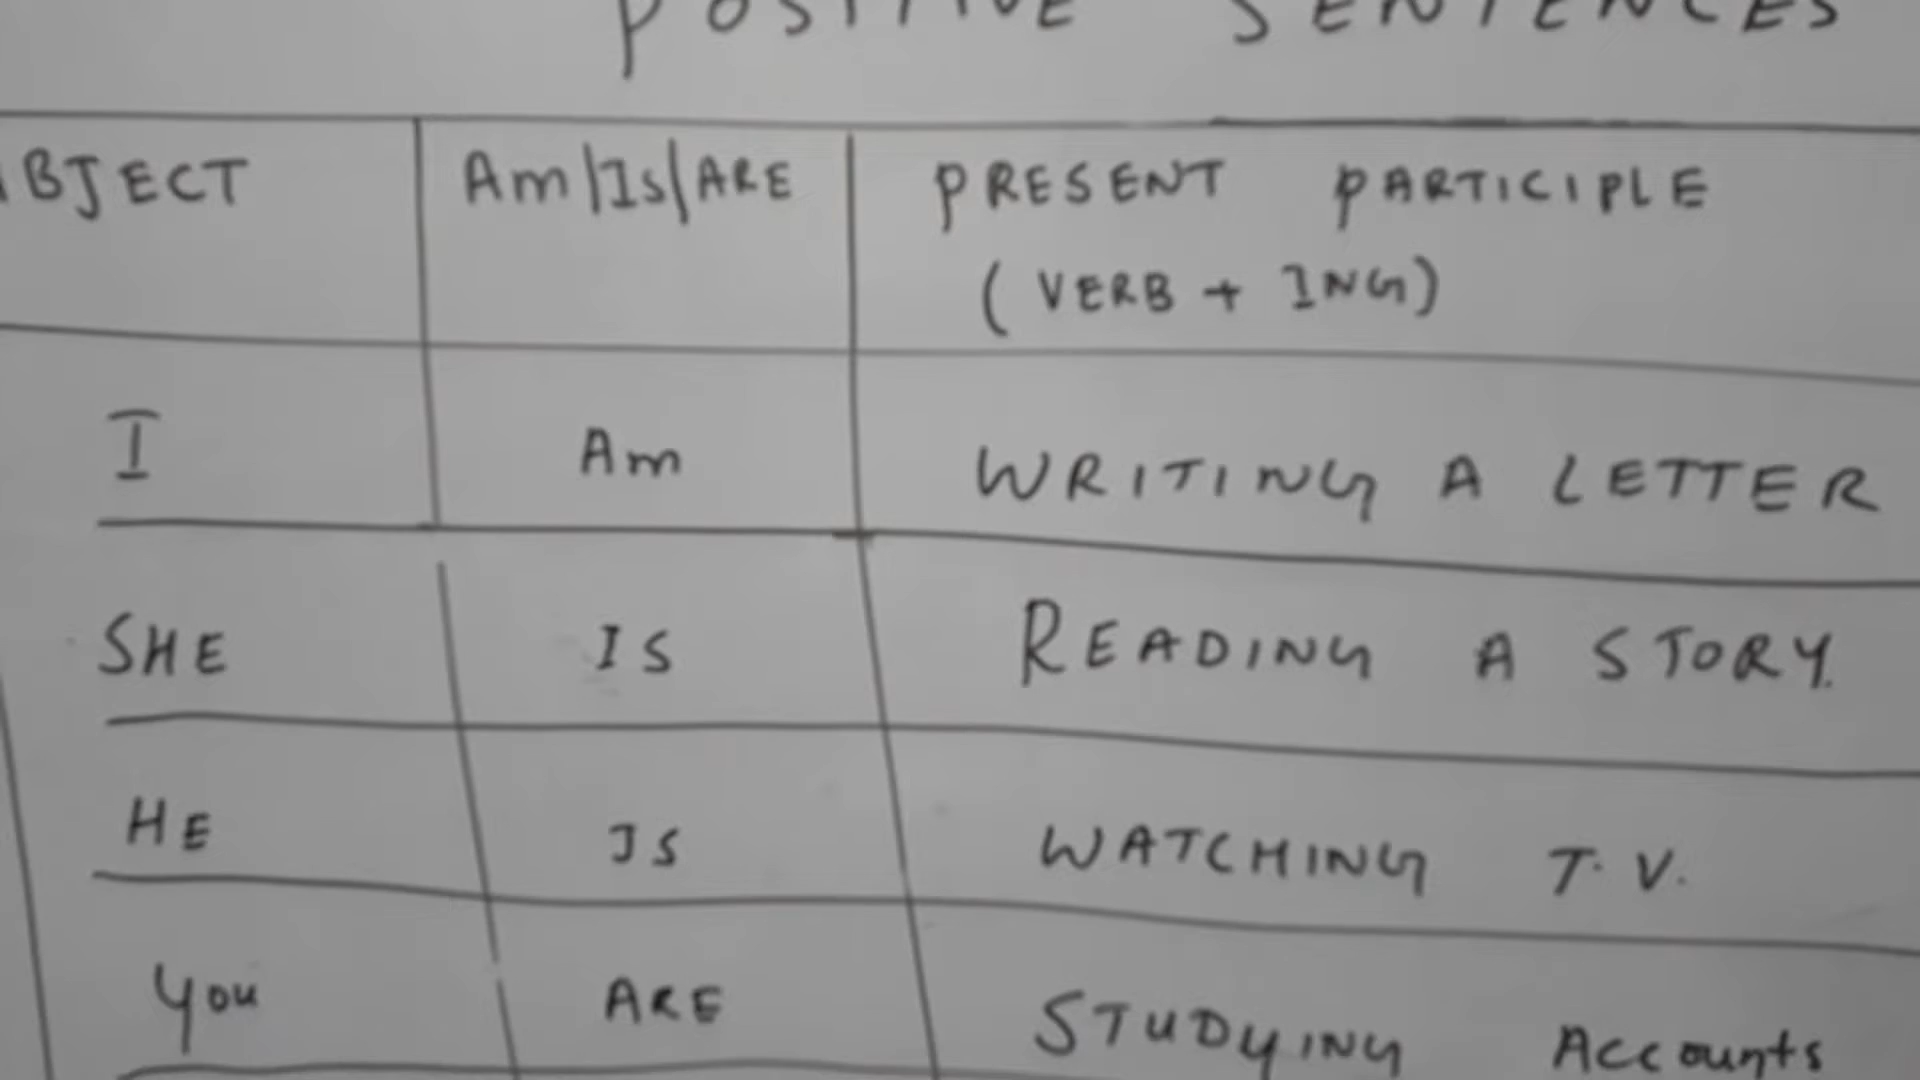 POSITIVE SENTENCES
UBJECT Am/Is/ARE PRESENT PARTICIPLE
(VERB + ING)
I Am WRITING A LETTER
SHE IS READING A STORY.
HE IS WATCHING T.V.
You ARE STUDYING Accounts